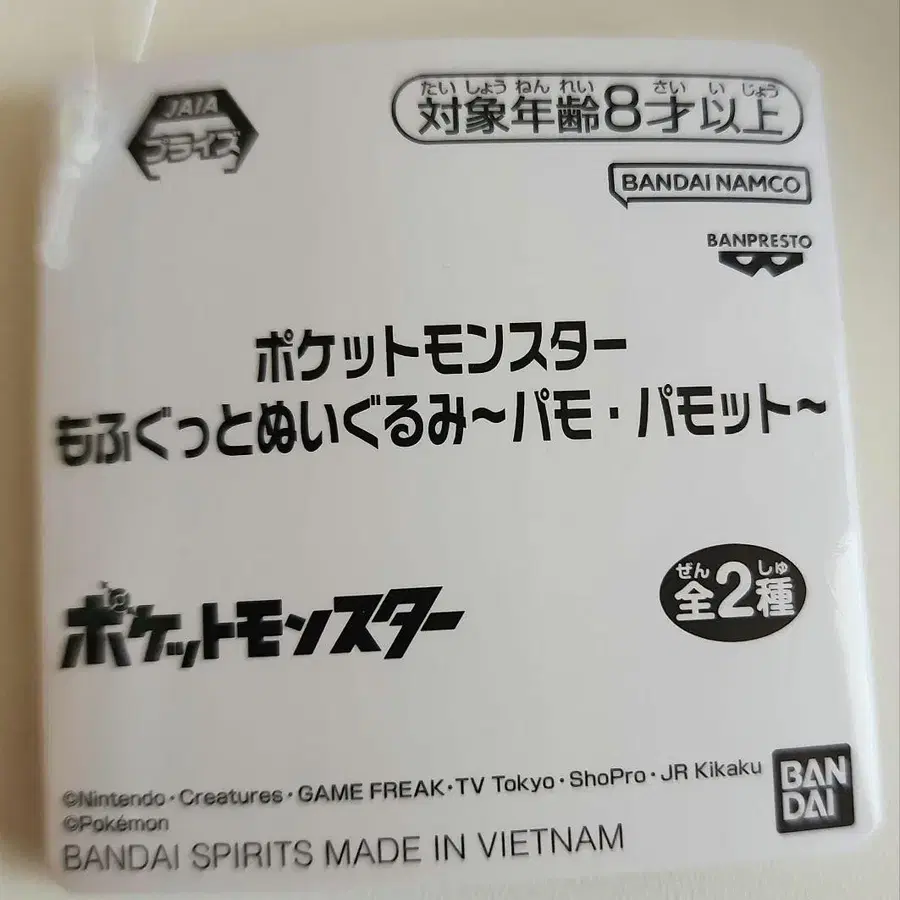 JAIA
プライズ
たいしょうねんれい さいいじょう
対象年齢8才以上
BANDAI NAMCO
BANPRESTO
ポケットモンスター
もふぐっとぬいぐるみ～パモ・パモット～
ぜん しゅ
全2種
ポケットモンスター
©Nintendo・Creatures・GAME FREAK・TV Tokyo・ShoPro・JR Kikaku
©Pokémon
BANDAI SPIRITS MADE IN VIETNAM
BAN
DAI